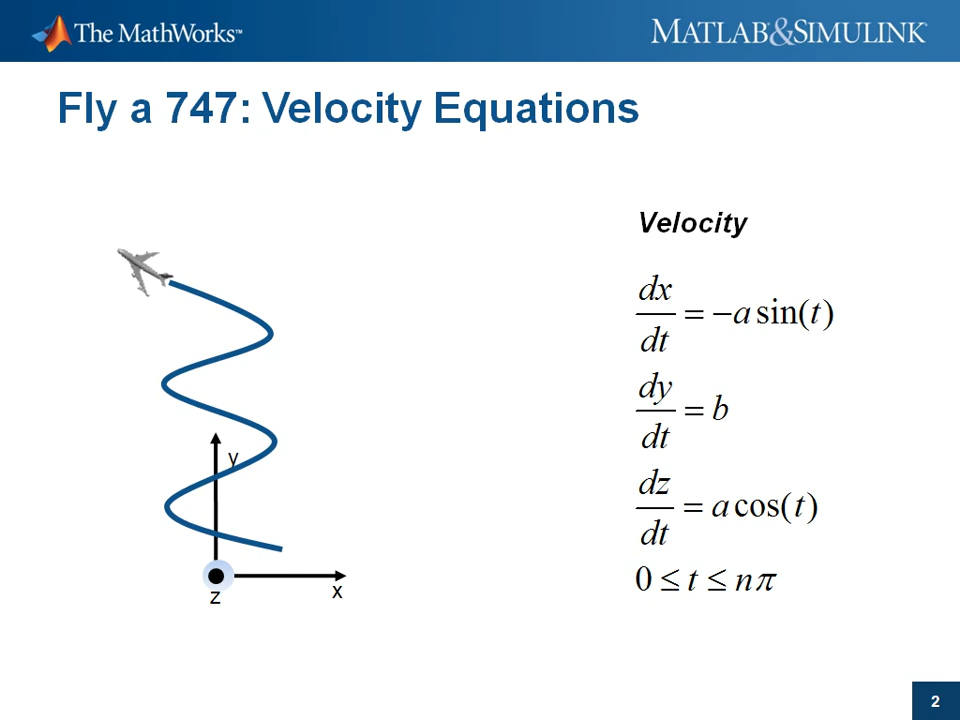 The MathWorks™
MATLAB&SIMULINK®
Fly a 747: Velocity Equations
Velocity
dx/dt = −a sin(t)
dy/dt = b
dz/dt = a cos(t)
0 ≤ t ≤ nπ
y
x
z
2